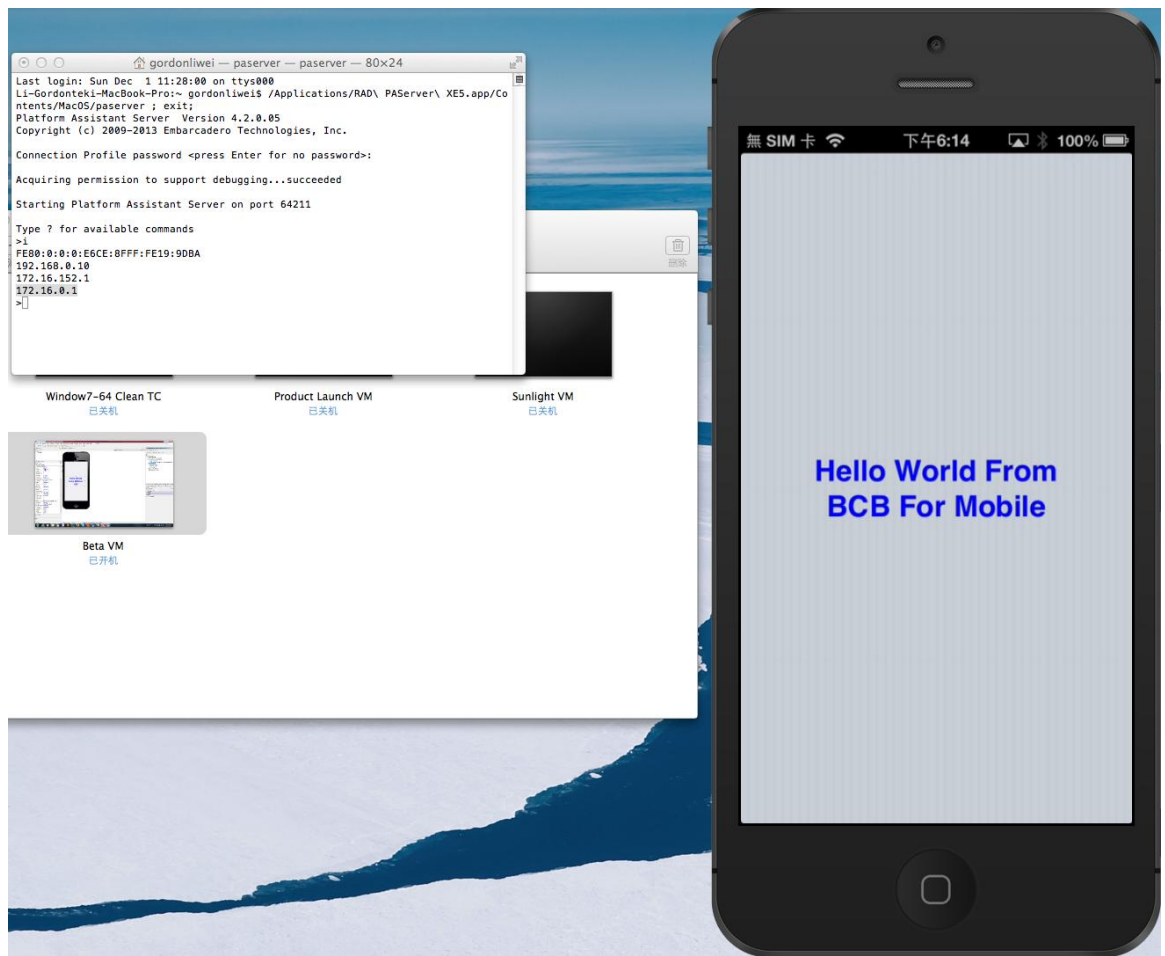 gordonliwei — paserver — paserver — 80×24
Last login: Sun Dec  1 11:28:00 on ttys000
Li-Gordonteki-MacBook-Pro:~ gordonliwei$ /Applications/RAD\ PAServer\ XE5.app/Co
ntents/MacOS/paserver ; exit;
Platform Assistant Server  Version 4.2.0.05
Copyright (c) 2009-2013 Embarcadero Technologies, Inc.
Connection Profile password <press Enter for no password>:
Acquiring permission to support debugging...succeeded
Starting Platform Assistant Server on port 64211
Type ? for available commands
>i
FE80:0:0:0:E6CE:8FFF:FE19:9DBA
192.168.0.10
172.16.152.1
172.16.0.1
>
删除
Window7-64 Clean TC
已关机
Product Launch VM
已关机
Sunlight VM
已关机
Beta VM
已开机
無 SIM 卡 下午6:14 100%
Hello World From
BCB For Mobile